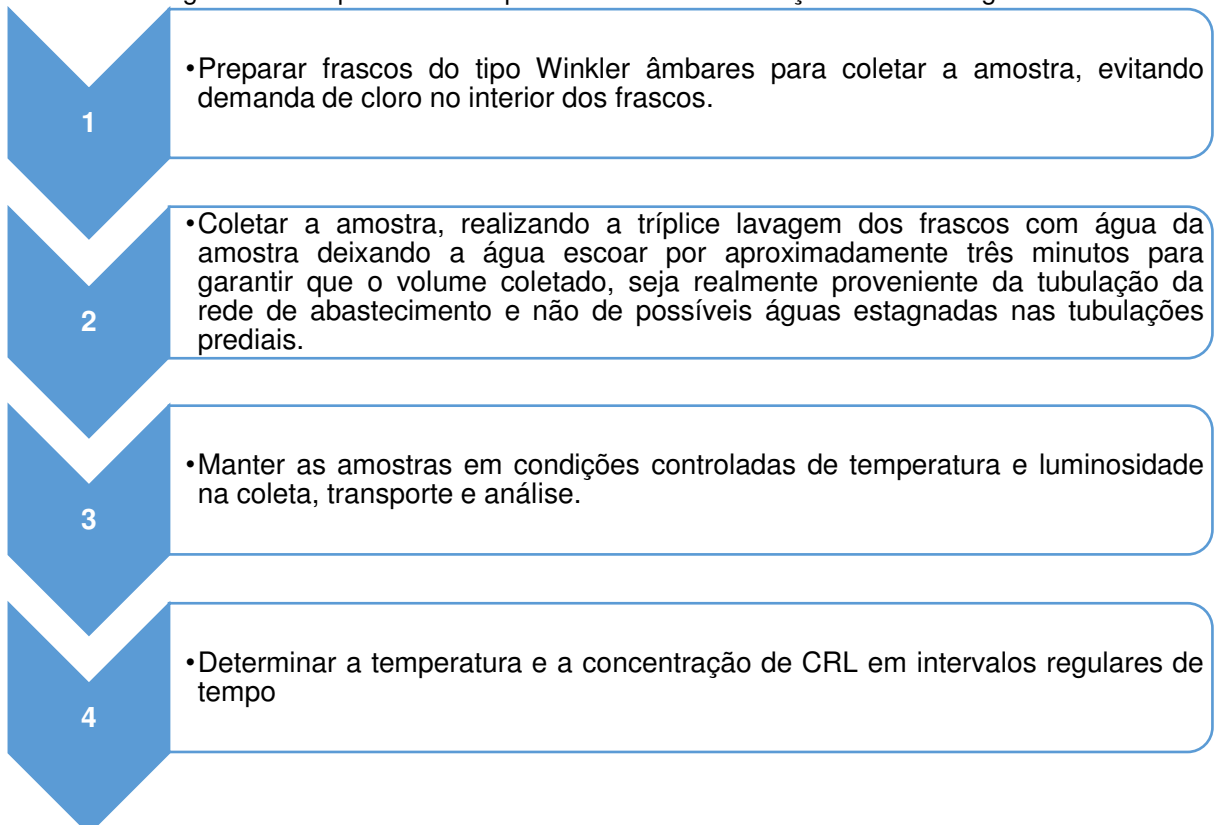 1
•Preparar frascos do tipo Winkler âmbares para coletar a amostra, evitando
demanda de cloro no interior dos frascos.
2
•Coletar a amostra, realizando a tríplice lavagem dos frascos com água da
amostra deixando a água escoar por aproximadamente três minutos para
garantir que o volume coletado, seja realmente proveniente da tubulação da
rede de abastecimento e não de possíveis águas estagnadas nas tubulações
prediais.
3
•Manter as amostras em condições controladas de temperatura e luminosidade
na coleta, transporte e análise.
4
•Determinar a temperatura e a concentração de CRL em intervalos regulares de
tempo